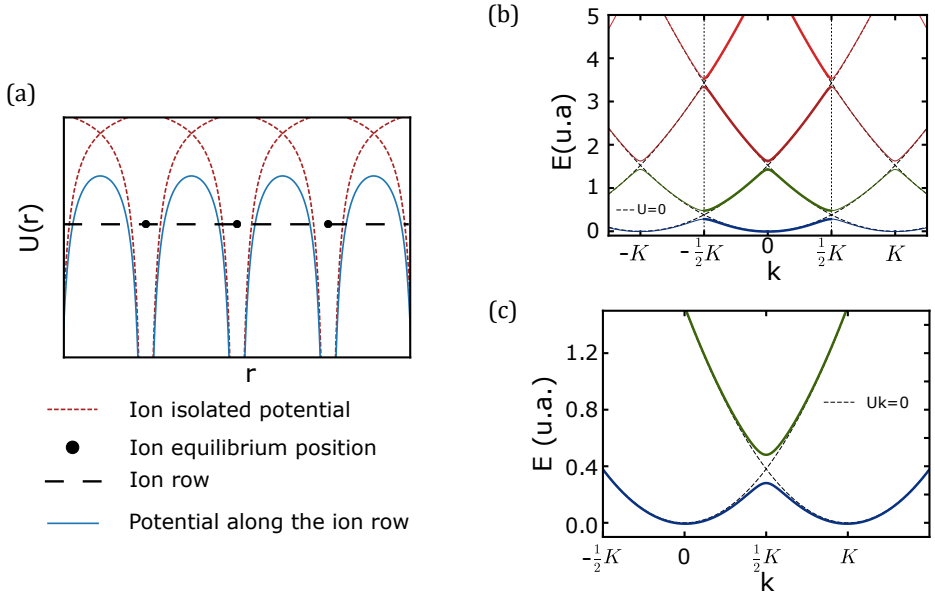 (a)
U(r)
r
Ion isolated potential
Ion equilibrium position
Ion row
Potential along the ion row
(b)
E(u.a)
5
4
3
2
1
0
U=0
−K
−½K
0
½K
K
k
(c)
E (u.a.)
1.2
0.8
0.4
0.0
Uk=0
−½K
0
½K
K
k